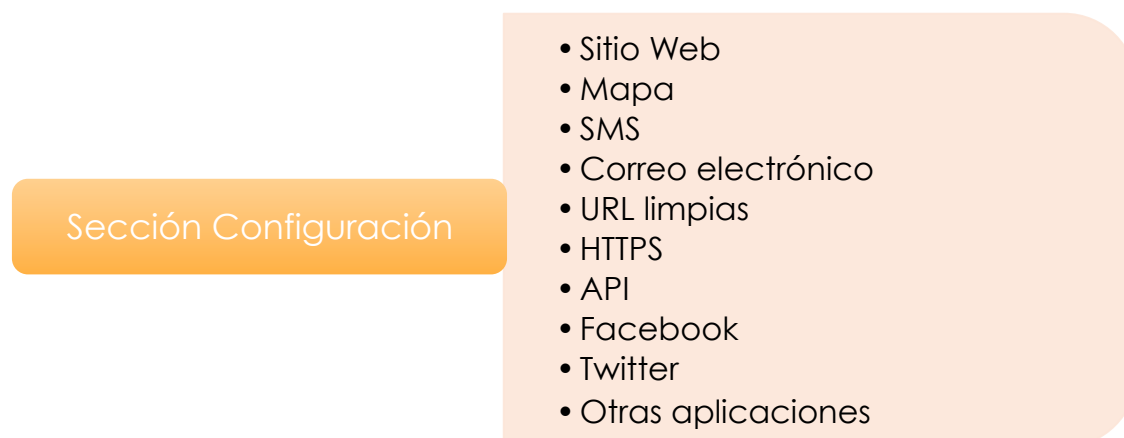 Sección Configuración
• Sitio Web
• Mapa
• SMS
• Correo electrónico
• URL limpias
• HTTPS
• API
• Facebook
• Twitter
• Otras aplicaciones